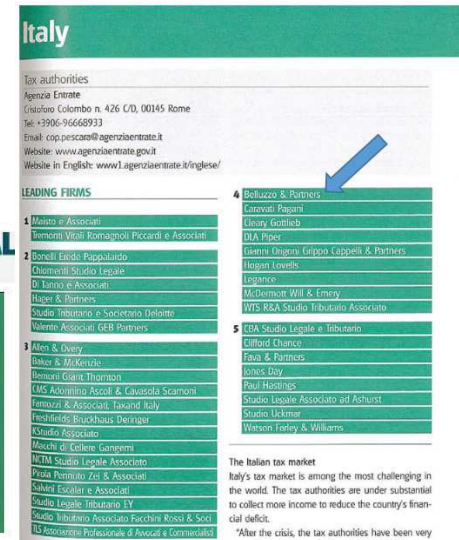 Italy
Tax authorities
Agenzia Entrate
Cristoforo Colombo n. 426 C/D, 00145 Rome
Tel: +3906-96668933
Email: cop.pescara@agenziaentrate.it
Website: www.agenziaentrate.gov.it
Website in English: www1.agenziaentrate.it/inglese/
LEADING FIRMS
1 Maisto e Associati
Tremonti Vitali Romagnoli Piccardi e Associati
2 Bonelli Erede Pappalardo
Chiomenti Studio Legale
Di Tanno e Associati
Hager & Partners
Studio Tributario e Societario Deloitte
Valente Associati GEB Partners
3 Allen & Overy
Baker & McKenzie
Bernoni Grant Thornton
CMS Adonnino Ascoli & Cavasola Scamoni
Fantozzi & Associati, Taxand Italy
Freshfields Bruckhaus Deringer
KStudio Associato
Macchi di Cellere Gangemi
NCTM Studio Legale Associato
Pirola Pennuto Zei & Associati
Salvini Escalar e Associati
Studio Legale Tributario EY
Studio Tributario Associato Facchini Rossi & Soci
TLS Associazione Professionale di Avvocati e Commercialisti
4 Belluzzo & Partners
Caravati Pagani
Cleary Gottlieb
DLA Piper
Gianni Origoni Grippo Cappelli & Partners
Hogan Lovells
Legance
McDermott Will & Emery
WTS R&A Studio Tributario Associato
5 CBA Studio Legale e Tributario
Clifford Chance
Fava & Partners
Jones Day
Paul Hastings
Studio Legale Associato ad Ashurst
Studio Uckmar
Watson Farley & Williams
The Italian tax market
Italy's tax market is among the most challenging in
the world. The tax authorities are under substantial
to collect more income to reduce the country's finan-
cial deficit.
"After the crisis, the tax authorities have been very